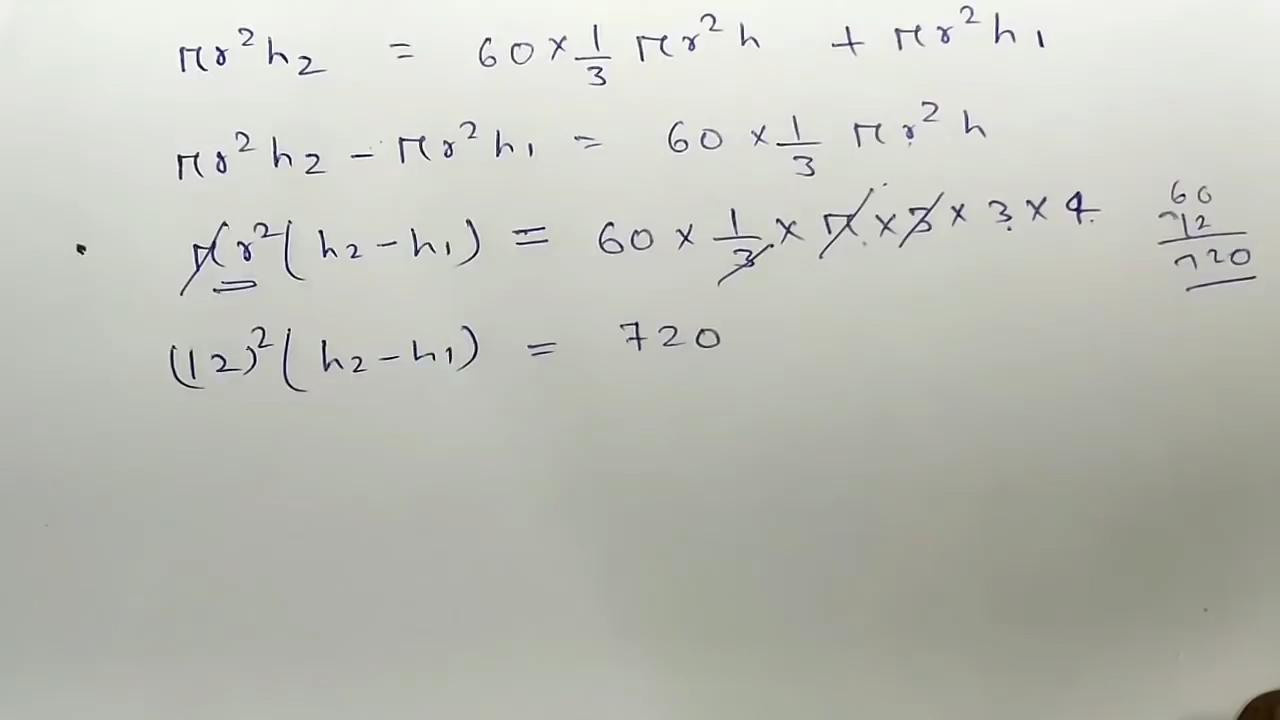 πr²h₂ = 60 × 1/3 πr²h + πr²h₁
πr²h₂ - πr²h₁ = 60 × 1/3 πr²h
πr²(h₂-h₁) = 60 × 1/3 × π × 3 × 3 × 4
(12)²(h₂-h₁) = 720
60
12
720